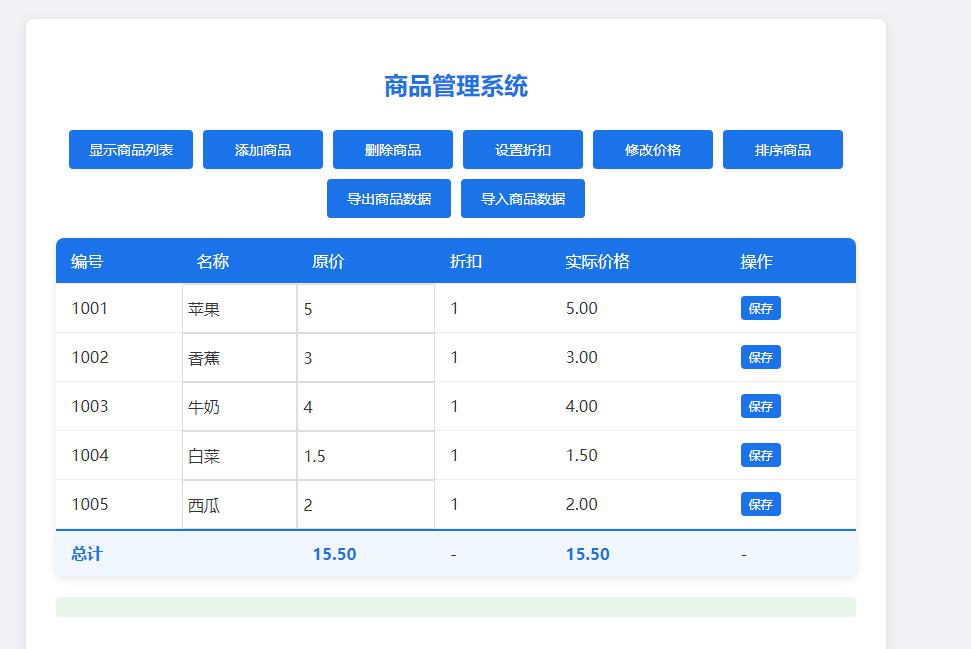 商品管理系统
显示商品列表 添加商品 删除商品 设置折扣 修改价格 排序商品
导出商品数据 导入商品数据
编号 名称 原价 折扣 实际价格 操作
1001 苹果 5 1 5.00 保存
1002 香蕉 3 1 3.00 保存
1003 牛奶 4 1 4.00 保存
1004 白菜 1.5 1 1.50 保存
1005 西瓜 2 1 2.00 保存
总计 15.50 - 15.50 -